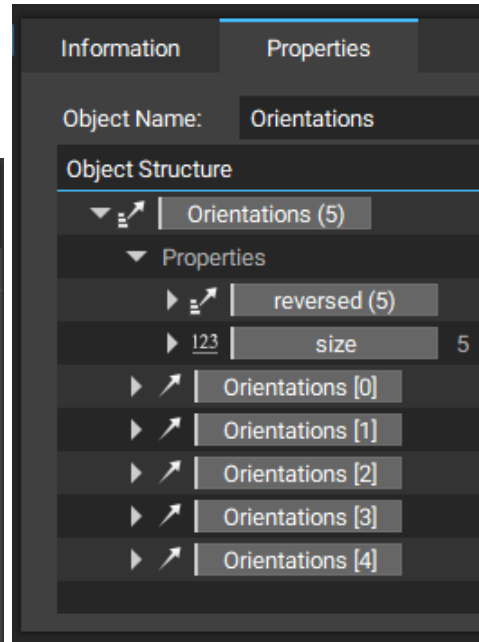 Information Properties
Object Name: Orientations
Object Structure
Orientations (5)
Properties
reversed (5)
123 size 5
Orientations [0]
Orientations [1]
Orientations [2]
Orientations [3]
Orientations [4]